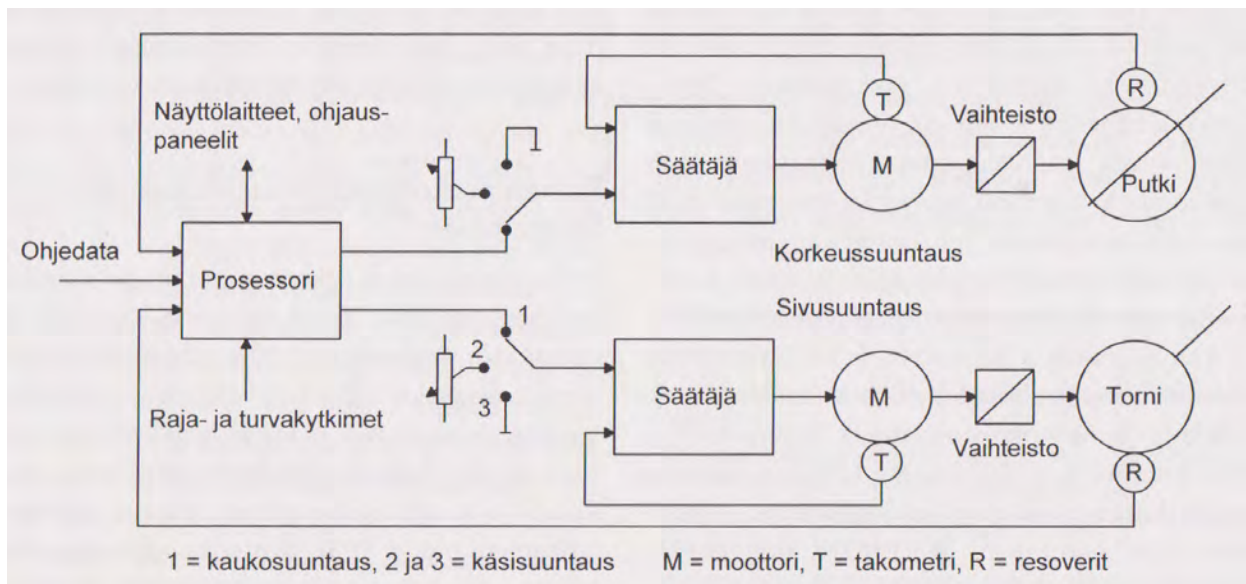 Näyttölaitteet, ohjaus-
paneelit
Ohjedata
Prosessori
Raja- ja turvakytkimet
1
2
3
Säätäjä
T
M
Vaihteisto
R
Putki
Korkeussuuntaus
Sivusuuntaus
Säätäjä
M
T
Vaihteisto
Torni
R
1 = kaukosuuntaus, 2 ja 3 = käsisuuntaus M = moottori, T = takometri, R = resoverit